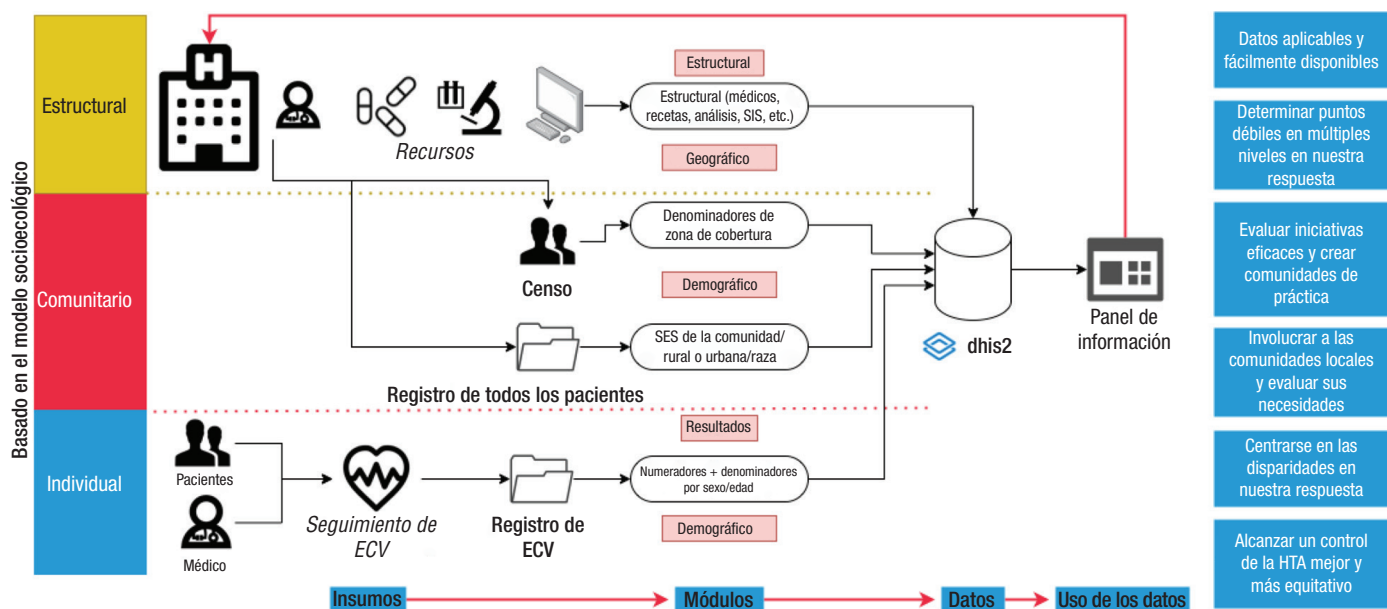 Basado en el modelo socioecológico
Estructural
Recursos
Estructural
Estructural (médicos,
recetas, análisis, SIS, etc.)
Geográfico
Comunitario
Censo
Denominadores de
zona de cobertura
Demográfico
Registro de todos los pacientes
SES de la comunidad/
rural o urbana/raza
dhis2
Panel de
información
Individual
Pacientes
Médico
Seguimiento de
ECV
Registro de
ECV
Resultados
Numeradores + denominadores
por sexo/edad
Demográfico
Insumos
Módulos
Datos
Uso de los datos
Datos aplicables y
fácilmente disponibles
Determinar puntos
débiles en múltiples
niveles en nuestra
respuesta
Evaluar iniciativas
eficaces y crear
comunidades de
práctica
Involucrar a las
comunidades locales
y evaluar sus
necesidades
Centrarse en las
disparidades en
nuestra respuesta
Alcanzar un control
de la HTA mejor y
más equitativo